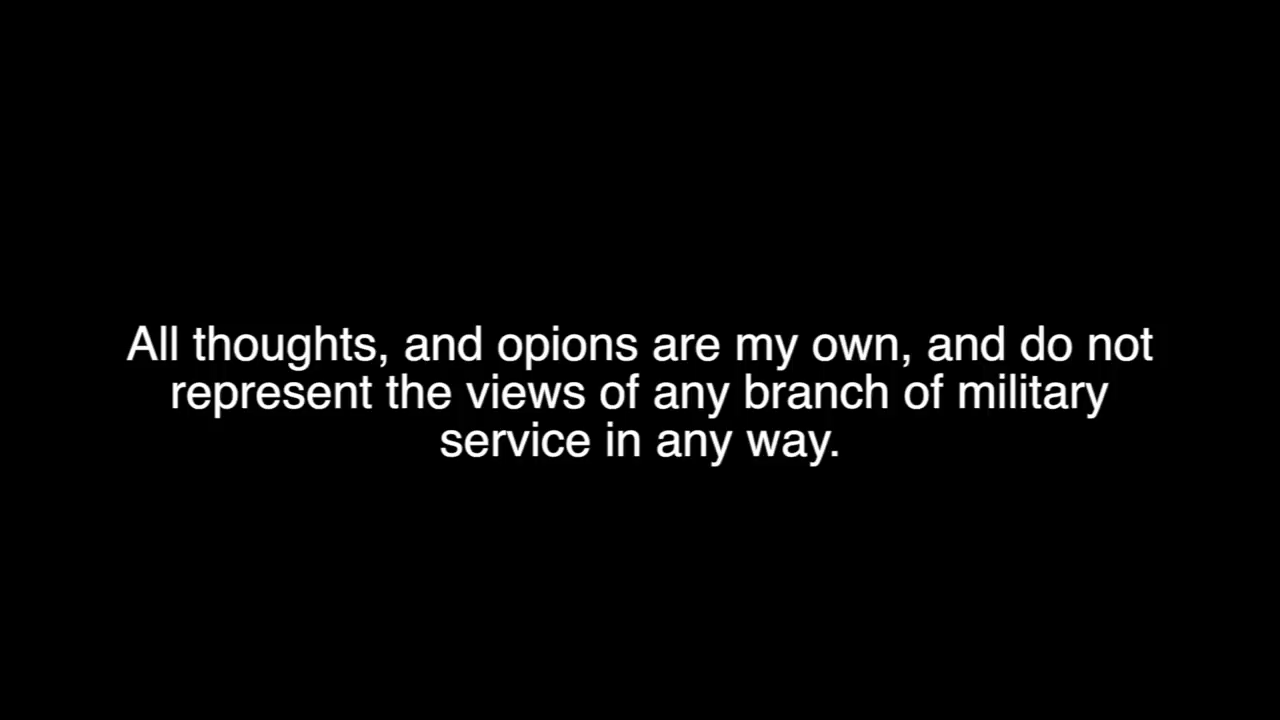 All thoughts, and opions are my own, and do not
represent the views of any branch of military
service in any way.